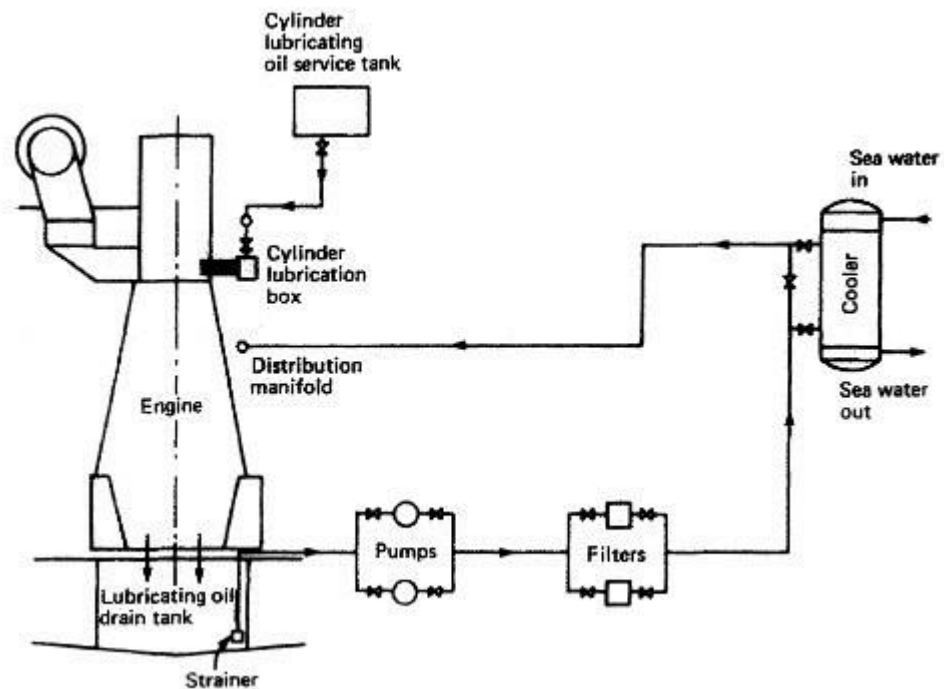 Cylinder
lubricating
oil service tank
Sea water
in
Cylinder
lubrication
box
Cooler
Distribution
manifold
Sea water
out
Engine
Pumps
Filters
Lubricating oil
drain tank
Strainer